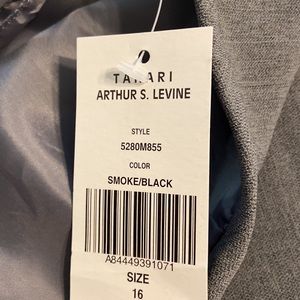 TAHARI
ARTHUR S. LEVINE
STYLE
5280M855
COLOR
SMOKE/BLACK
A84449391071
SIZE
16